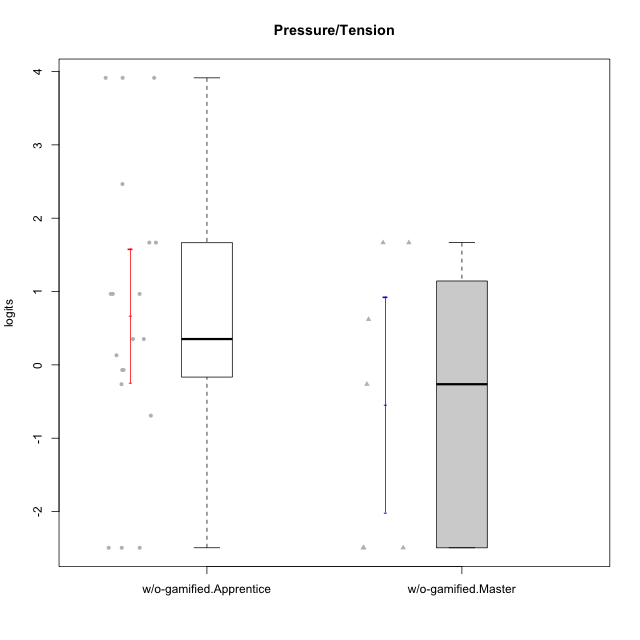 Pressure/Tension
logits
4
3
2
1
0
-1
-2
w/o-gamified.Apprentice
w/o-gamified.Master